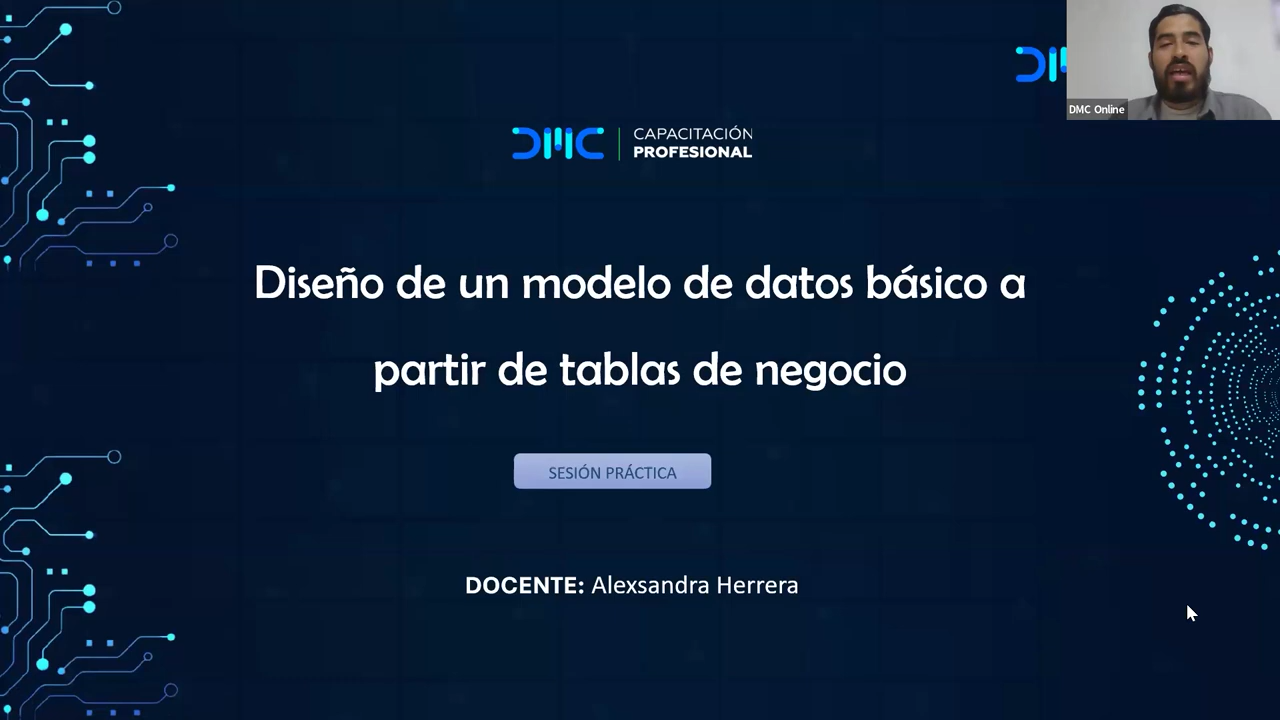 DMC Online
DMC
CAPACITACIÓN
PROFESIONAL
Diseño de un modelo de datos básico a
partir de tablas de negocio
SESIÓN PRÁCTICA
DOCENTE: Alexsandra Herrera